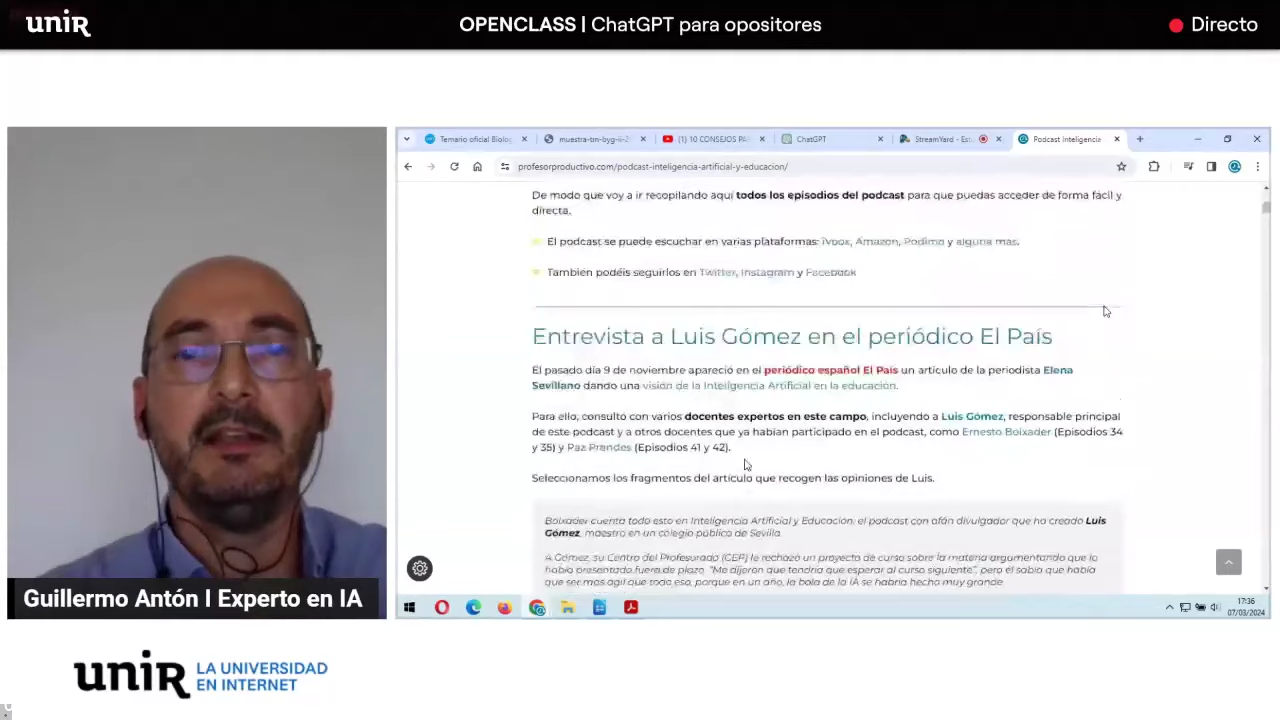 unir
OPENCLASS | ChatGPT para opositores
Directo
Temario oficial Biolog
muestra-tm-byg-ii-2
(1) 10 CONSEJOS PA
ChatGPT
StreamYard - Est
Podcast Inteligencia
profesorproductivo.com/podcast-inteligencia-artificial-y-educacion/
De modo que voy a ir recopilando aquí todos los episodios del podcast para que puedas acceder de forma fácil y
directa.
El podcast se puede escuchar en varias plataformas: Ivoox, Amazon, Podimo y alguna más.
También podéis seguirlos en Twitter, Instagram y Facebook
Entrevista a Luis Gómez en el periódico El País
El pasado día 9 de noviembre apareció en el periódico español El País un artículo de la periodista Elena
Sevillano dando una visión de la Inteligencia Artificial en la educación.
Para ello, consultó con varios docentes expertos en este campo, incluyendo a Luis Gómez, responsable principal
de este podcast y a otros docentes que ya habían participado en el podcast, como Ernesto Boixader (Episodios 34
y 35) y Paz Prendes (Episodios 41 y 42).
Seleccionamos los fragmentos del artículo que recogen las opiniones de Luis.
Boixader cuenta todo esto en Inteligencia Artificial y Educación, el podcast con afán divulgador que ha creado Luis
Gómez, maestro en un colegio público de Sevilla.
A Gómez, su Centro del Profesorado (CEP) le rechazó un proyecto de curso sobre la materia argumentando que lo
había presentado fuera de plazo. "Me dijeron que tendría que esperar al curso siguiente", pero él sabía que había
que ser más ágil que todo eso, porque en un año, la bola de la IA se habría hecho muy grande
17:36
07/03/2024
Guillermo Antón I Experto en IA
unir
LA UNIVERSIDAD
EN INTERNET